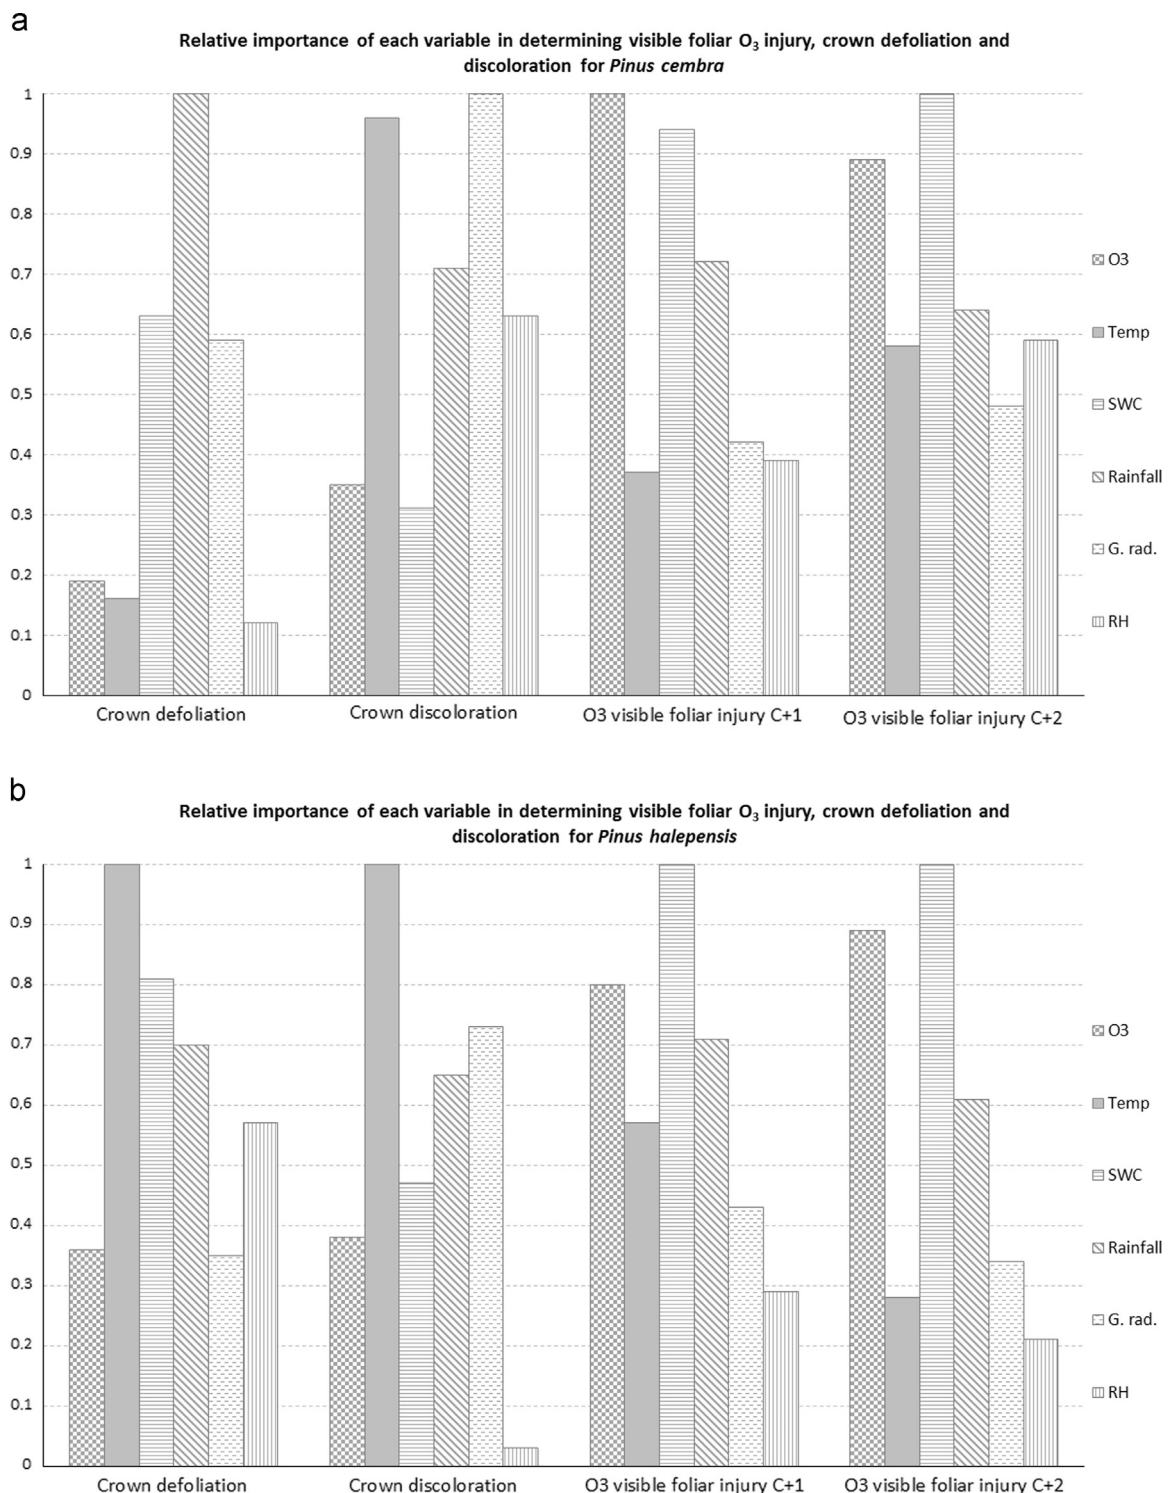 a
Relative importance of each variable in determining visible foliar O3 injury, crown defoliation and
discoloration for Pinus cembra
1
0,9
0,8
0,7
0,6
0,5
0,4
0,3
0,2
0,1
0
Crown defoliation
Crown discoloration
O3 visible foliar injury C+1
O3 visible foliar injury C+2
O3
Temp
SWC
Rainfall
G. rad.
RH
b
Relative importance of each variable in determining visible foliar O3 injury, crown defoliation and
discoloration for Pinus halepensis
1
0,9
0,8
0,7
0,6
0,5
0,4
0,3
0,2
0,1
0
Crown defoliation
Crown discoloration
O3 visible foliar injury C+1
O3 visible foliar injury C+2
O3
Temp
SWC
Rainfall
G. rad.
RH